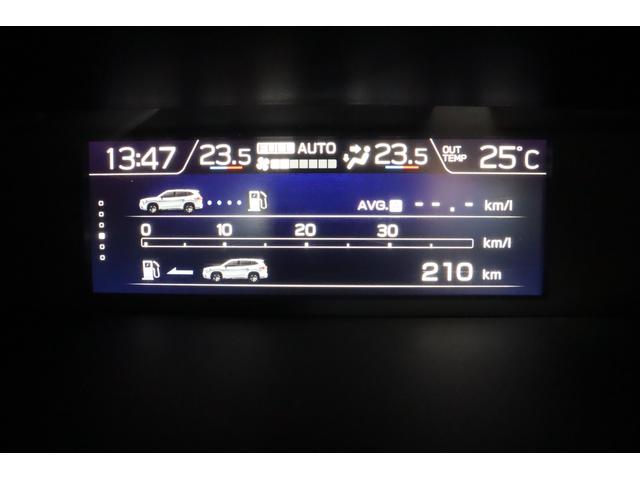 13:47 23.5 FULL AUTO 23.5 OUT TEMP 25°C
AVG. B --.- km/l
0 10 20 30
km/l
210 km